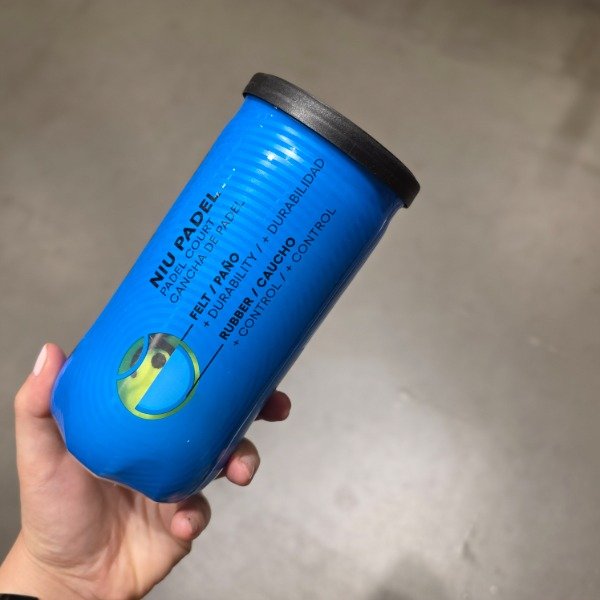 NIU PADEL
PADEL COURT
CANCHA DE PADEL
FELT / PAÑO
+ DURABILITY / + DURABILIDAD
RUBBER / CAUCHO
+ CONTROL / + CONTROL